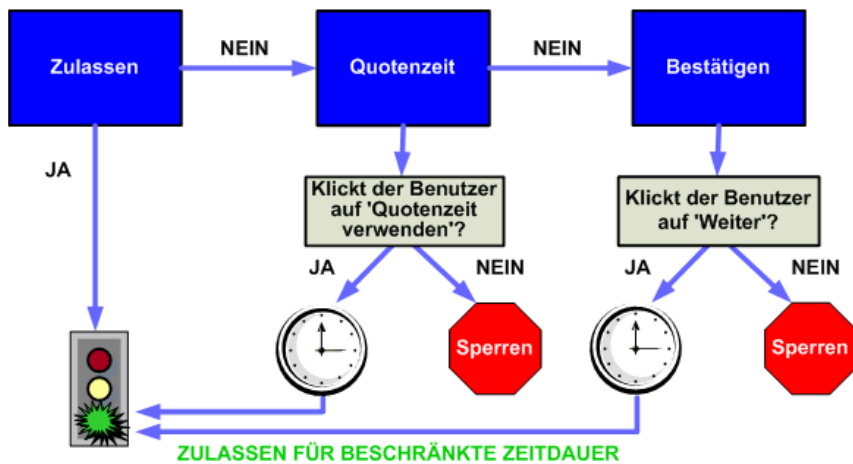 Zulassen
NEIN
Quotenzeit
NEIN
Bestätigen
JA
Klickt der Benutzer
auf 'Quotenzeit
verwenden'?
Klickt der Benutzer
auf 'Weiter'?
JA
NEIN
JA
NEIN
Sperren
Sperren
ZULASSEN FÜR BESCHRÄNKTE ZEITDAUER